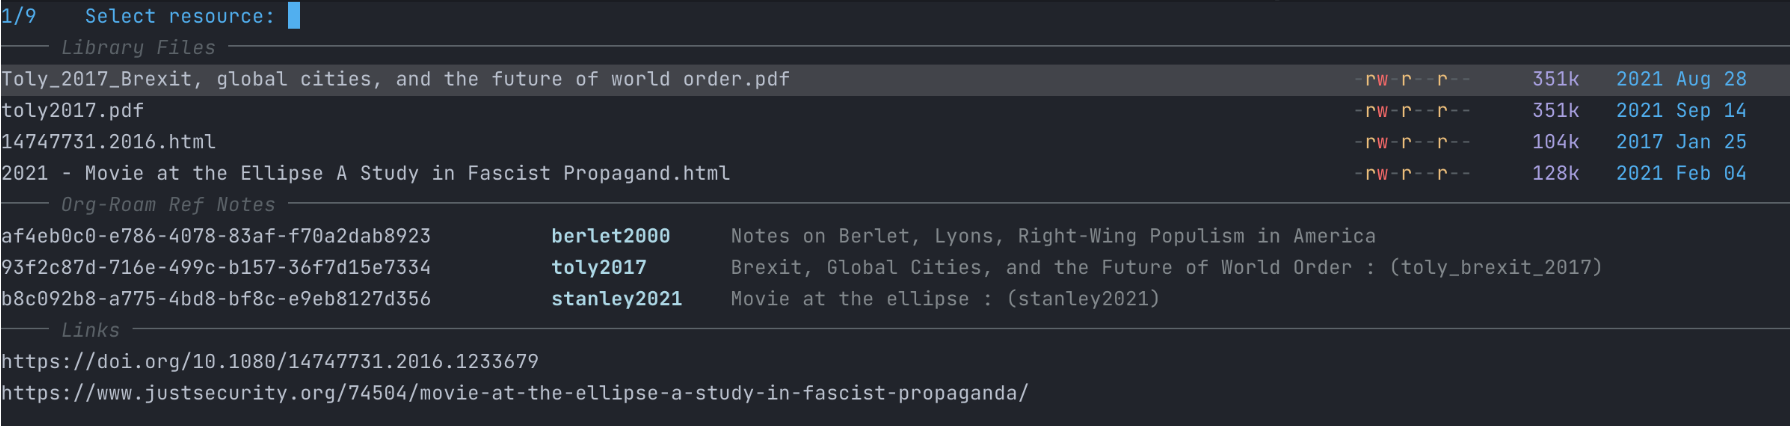 1/9 Select resource:
Library Files
Toly_2017_Brexit, global cities, and the future of world order.pdf -rw-r--r-- 351k 2021 Aug 28
toly2017.pdf -rw-r--r-- 351k 2021 Sep 14
14747731.2016.html -rw-r--r-- 104k 2017 Jan 25
2021 - Movie at the Ellipse A Study in Fascist Propagand.html -rw-r--r-- 128k 2021 Feb 04
Org-Roam Ref Notes
af4eb0c0-e786-4078-83af-f70a2dab8923 berlet2000 Notes on Berlet, Lyons, Right-Wing Populism in America
93f2c87d-716e-499c-b157-36f7d15e7334 toly2017 Brexit, Global Cities, and the Future of World Order : (toly_brexit_2017)
b8c092b8-a775-4bd8-bf8c-e9eb8127d356 stanley2021 Movie at the ellipse : (stanley2021)
Links
https://doi.org/10.1080/14747731.2016.1233679
https://www.justsecurity.org/74504/movie-at-the-ellipse-a-study-in-fascist-propaganda/